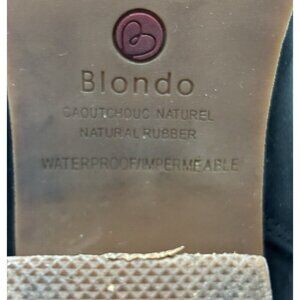 Blondo
CAOUTCHOUC NATUREL
NATURAL RUBBER
WATERPROOF/IMPERMÉABLE